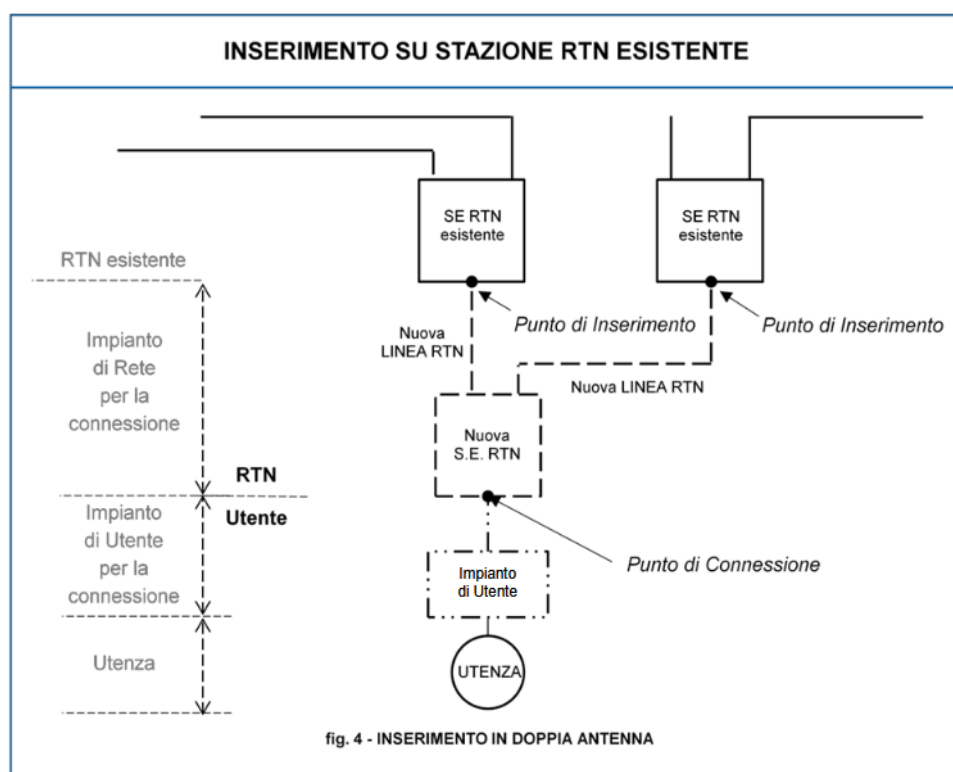 INSERIMENTO SU STAZIONE RTN ESISTENTE
SE RTN
esistente
SE RTN
esistente
RTN esistente
Punto di Inserimento
Punto di Inserimento
Nuova
LINEA RTN
Nuova LINEA RTN
Impianto
di Rete
per la
connessione
Nuova
S.E. RTN
RTN
Utente
Impianto
di Utente
per la
connessione
Punto di Connessione
Impianto
di Utente
Utenza
UTENZA
fig. 4 - INSERIMENTO IN DOPPIA ANTENNA